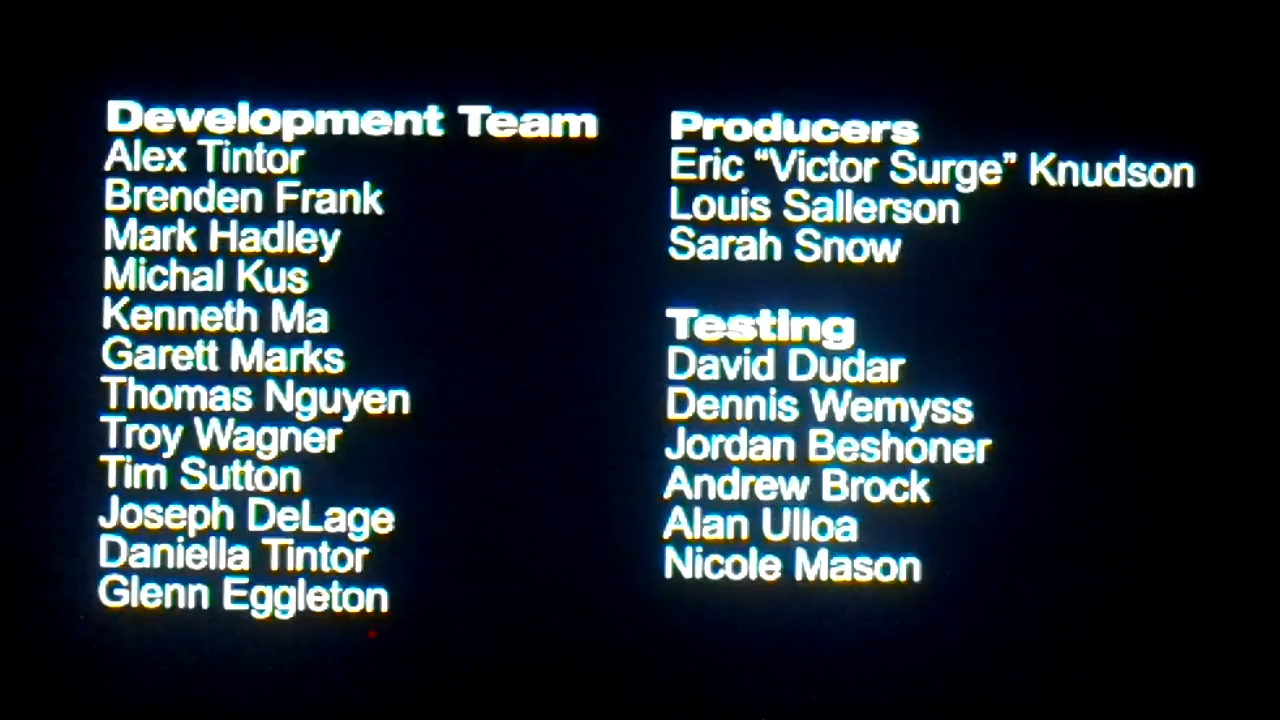 Development Team
Alex Tintor
Brenden Frank
Mark Hadley
Michal Kus
Kenneth Ma
Garett Marks
Thomas Nguyen
Troy Wagner
Tim Sutton
Joseph DeLage
Daniella Tintor
Glenn Eggleton
Producers
Eric “Victor Surge” Knudson
Louis Sallerson
Sarah Snow
Testing
David Dudar
Dennis Wemyss
Jordan Beshoner
Andrew Brock
Alan Ulloa
Nicole Mason